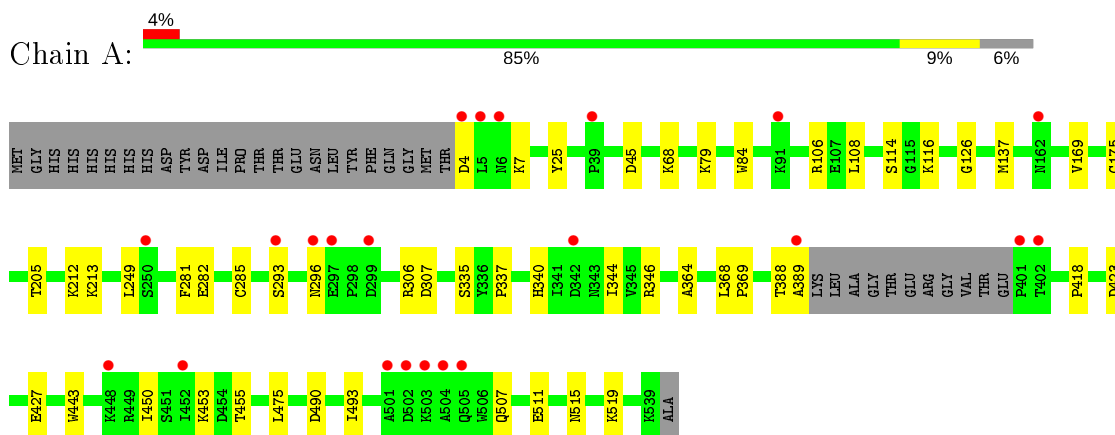 4%
Chain A:
85% 9% 6%
MET GLY HIS HIS HIS HIS HIS HIS ASP TYR ASP ILE PRO THR THR GLU ASN LEU TYR PHE GLN GLY MET THR D4 L5 N6 K7 Y25 P39 D45 K68 K79 W84 K91 R106 E107 L108 S114 G115 K116 G126 M137 N162 V169
T205 K212 K213 L249 S250 F281 E282 C285 S293 N296 E297 P298 D299 R306 D307 S335 Y336 P337 H340 I341 D342 N343 I344 V345 R346 A364 L368 P369 T388 A389 LYS LEU ALA GLY THR GLU ARG GLY VAL THR GLU P401 T402 P418 D423
E427 W443 K448 R449 I450 S451 I452 K453 D454 T455 L475 D490 I493 A501 D502 K503 A504 Q505 W506 Q507 E511 N515 K519 K539 ALA